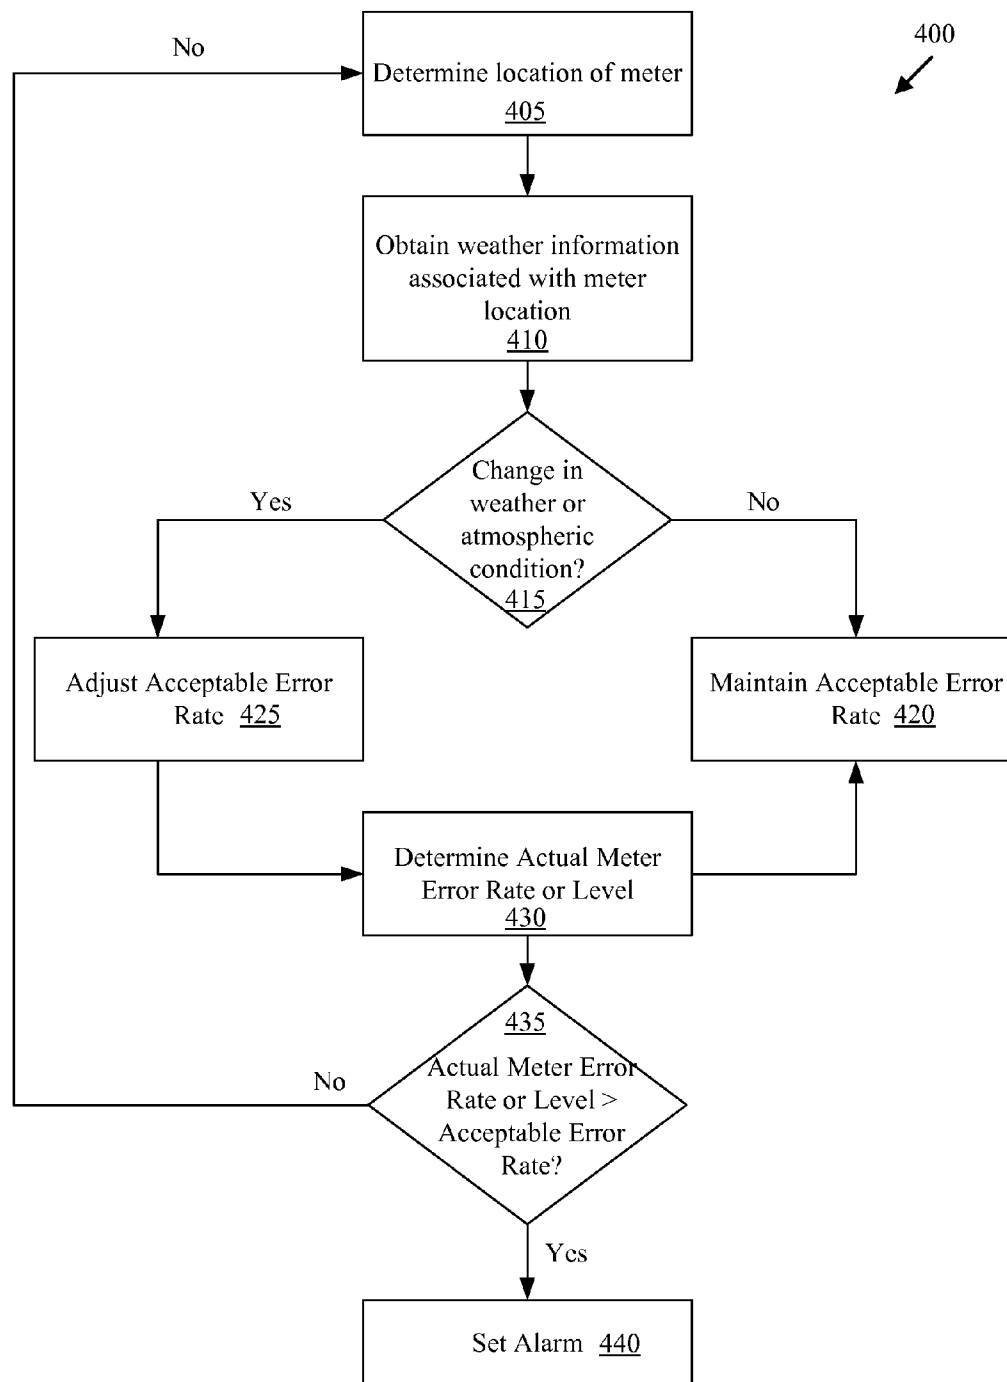 No
400
Determine location of meter
405
Obtain weather information
associated with meter
location
410
Change in
weather or
atmospheric
condition?
415
Yes
No
Adjust Acceptable Error
Rate 425
Maintain Acceptable Error
Rate 420
Determine Actual Meter
Error Rate or Level
430
435
Actual Meter Error
Rate or Level >
Acceptable Error
Rate?
No
Yes
Set Alarm 440